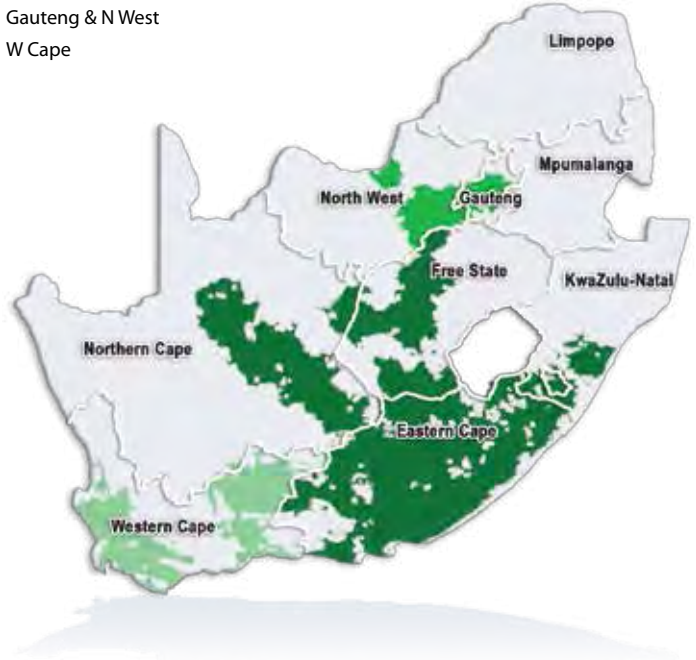 Gauteng & N West
W Cape
Limpopo
Mpumalanga
North West
Gauteng
Free State
KwaZulu-Natal
Northern Cape
Eastern Cape
Western Cape